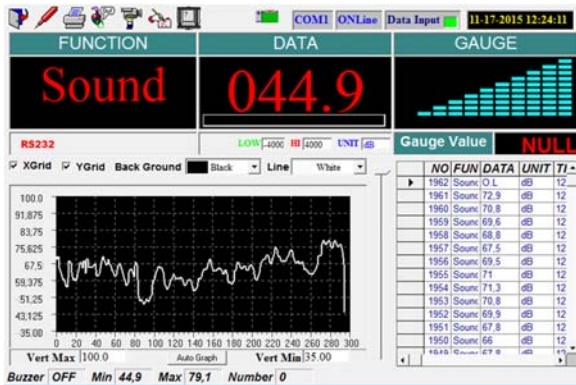 COM1 ONLine Data Input 11-17-2015 12:24:11
FUNCTION DATA GAUGE
Sound 044.9
RS232 LOW -4000 HI 4000 UNIT dB Gauge Value NULL
XGrid YGrid Back Ground Black Line White
NO FUN DATA UNIT TI
1962 Sounc O.L dB 12
1961 Sounc 72,9 dB 12
1960 Sounc 70,8 dB 12
1959 Sounc 69,6 dB 12
1958 Sounc 68,8 dB 12
1957 Sounc 67,5 dB 12
1956 Sounc 69,5 dB 12
1955 Sounc 71 dB 12
1954 Sounc 71,3 dB 12
1953 Sounc 70,8 dB 12
1952 Sounc 69,9 dB 12
1951 Sounc 67,8 dB 12
1950 Sounc 66 dB 12
1949 Sounc 67,8 dB 12
100.0
91,875
83,75
75,625
67,5
59,375
51,25
43,125
35.00
0 20 40 60 80 100 120 140 160 180 200 220 240 260 280 300
Vert Max 100.0 Auto Graph Vert Min 35.00
Buzzer OFF Min 44,9 Max 79,1 Number 0